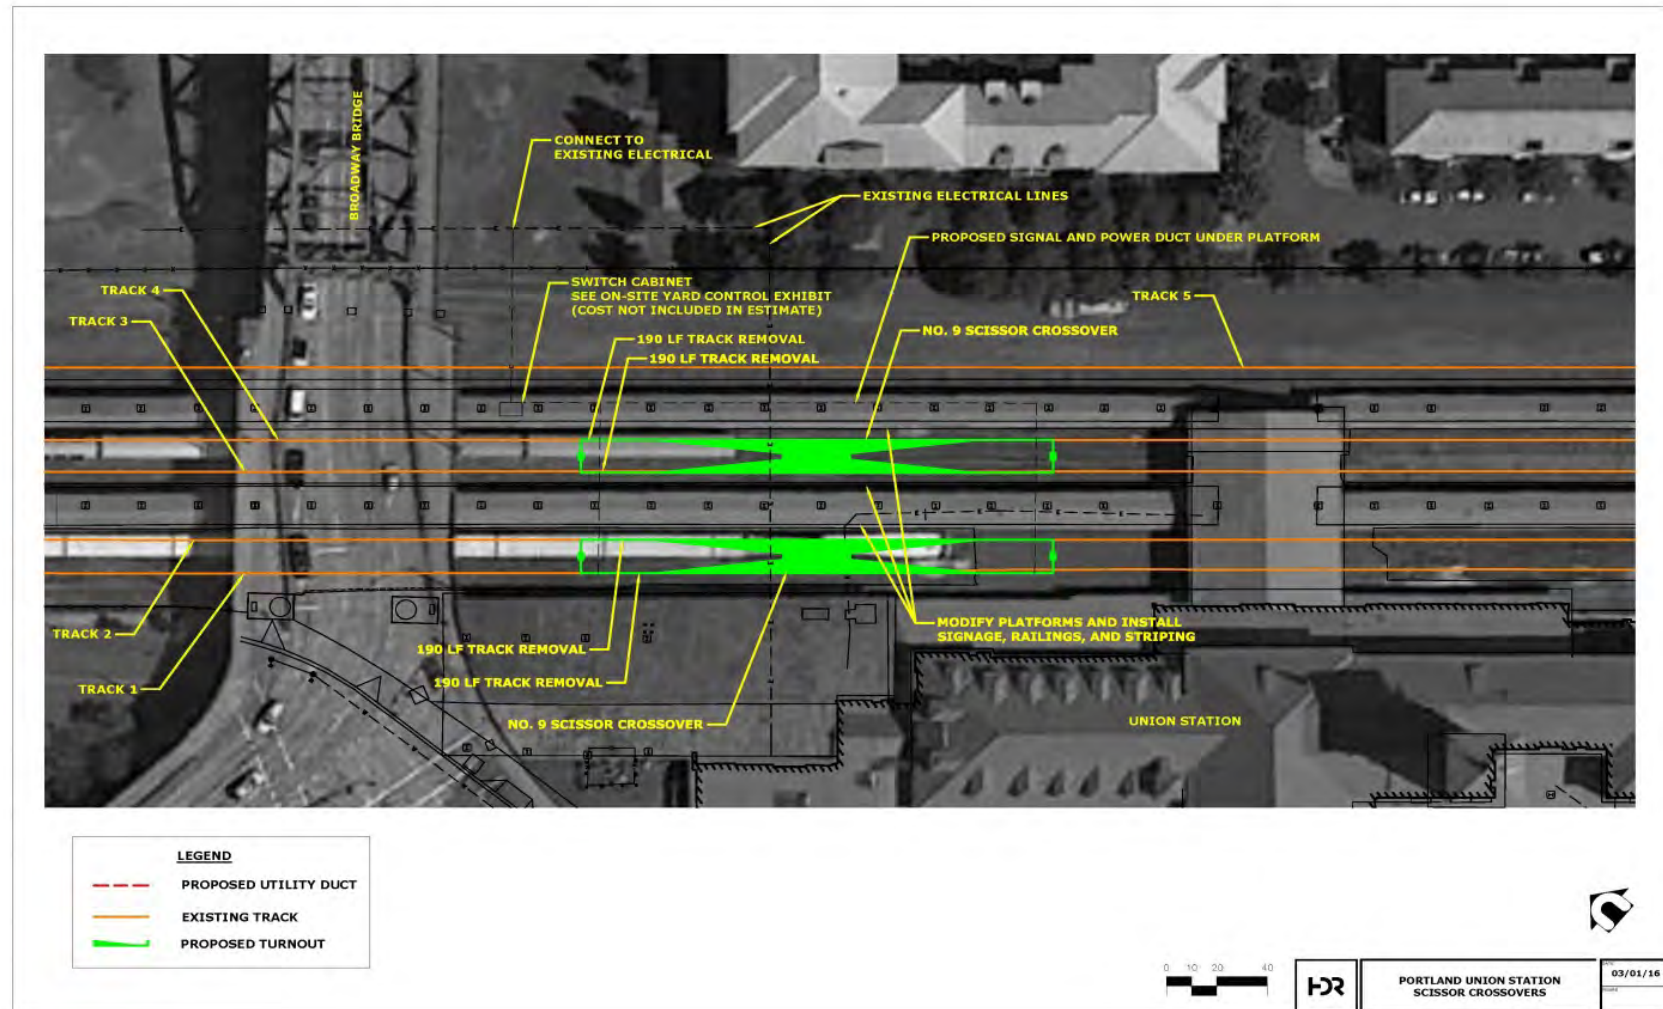 BROADWAY BRIDGE
CONNECT TO
EXISTING ELECTRICAL
EXISTING ELECTRICAL LINES
PROPOSED SIGNAL AND POWER DUCT UNDER PLATFORM
SWITCH CABINET
SEE ON-SITE YARD CONTROL EXHIBIT
(COST NOT INCLUDED IN ESTIMATE)
TRACK 4
TRACK 5
TRACK 3
NO. 9 SCISSOR CROSSOVER
190 LF TRACK REMOVAL
190 LF TRACK REMOVAL
MODIFY PLATFORMS AND INSTALL
SIGNAGE, RAILINGS, AND STRIPING
TRACK 2
190 LF TRACK REMOVAL
190 LF TRACK REMOVAL
TRACK 1
NO. 9 SCISSOR CROSSOVER
UNION STATION
LEGEND
PROPOSED UTILITY DUCT
EXISTING TRACK
PROPOSED TURNOUT
0 10 20 40
HDR
PORTLAND UNION STATION
SCISSOR CROSSOVERS
03/01/16